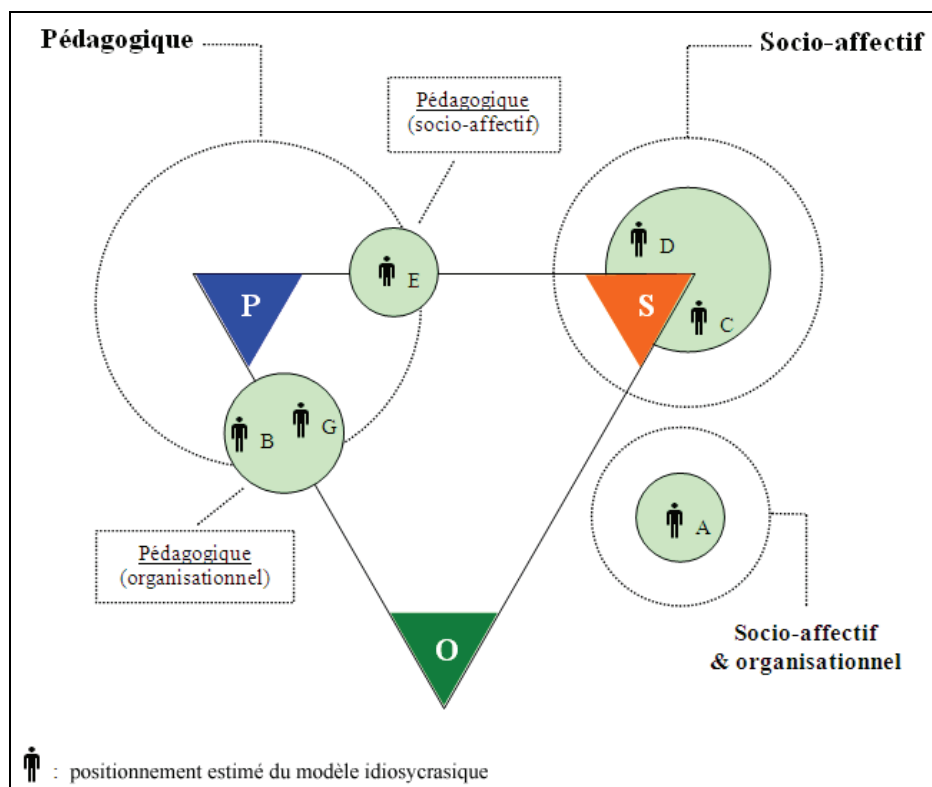 Pédagogique
Socio-affectif
Pédagogique
(socio-affectif)
D
E
P
S
C
B
G
A
Pédagogique
(organisationnel)
O
Socio-affectif
& organisationnel
: positionnement estimé du modèle idiosycrasique